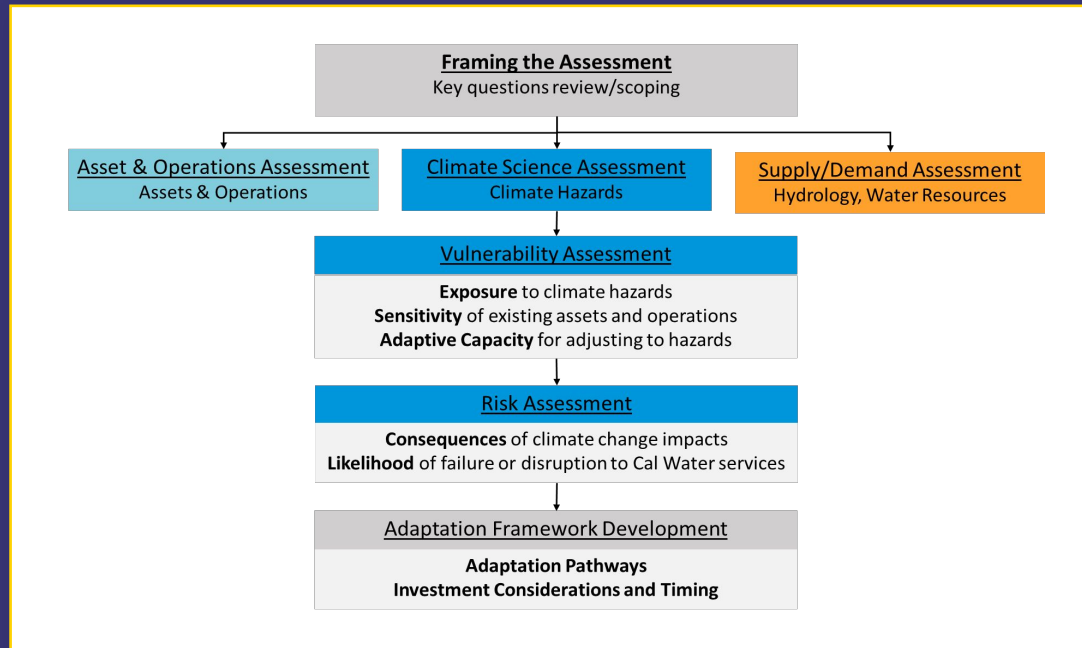 Framing the Assessment
Key questions review/scoping
Asset & Operations Assessment
Assets & Operations
Climate Science Assessment
Climate Hazards
Supply/Demand Assessment
Hydrology, Water Resources
Vulnerability Assessment
Exposure to climate hazards
Sensitivity of existing assets and operations
Adaptive Capacity for adjusting to hazards
Risk Assessment
Consequences of climate change impacts
Likelihood of failure or disruption to Cal Water services
Adaptation Framework Development
Adaptation Pathways
Investment Considerations and Timing